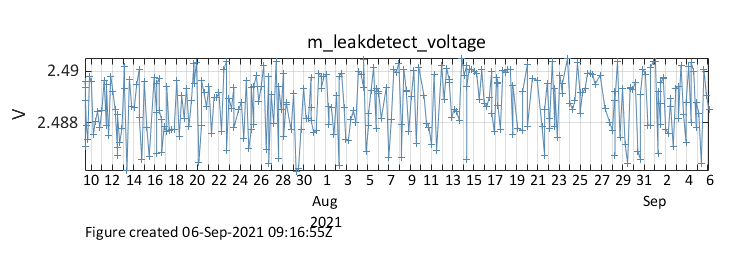 m_leakdetect_voltage
2.49
2.488
V
10 12 14 16 18 20 22 24 26 28 30 1 3 5 7 9 11 13 15 17 19 21 23 25 27 29 31 2 4 6
Aug Sep
2021
Figure created 06-Sep-2021 09:16:55Z